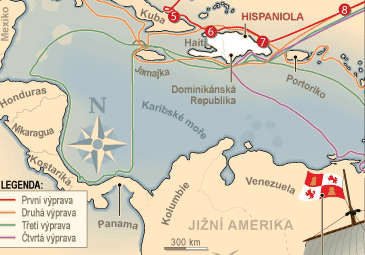 Mexiko
Kuba
5
6
7
8
HISPANIOLA
Haiti
Jamajka
Dominikánská
Republika
Portoriko
Honduras
N
Karibské moře
Nikaragua
Kostarika
Panama
Kolumbie
Venezuela
JIŽNÍ AMERIKA
300 km
LEGENDA:
První výprava
Druhá výprava
Třetí výprava
Čtvrtá výprava